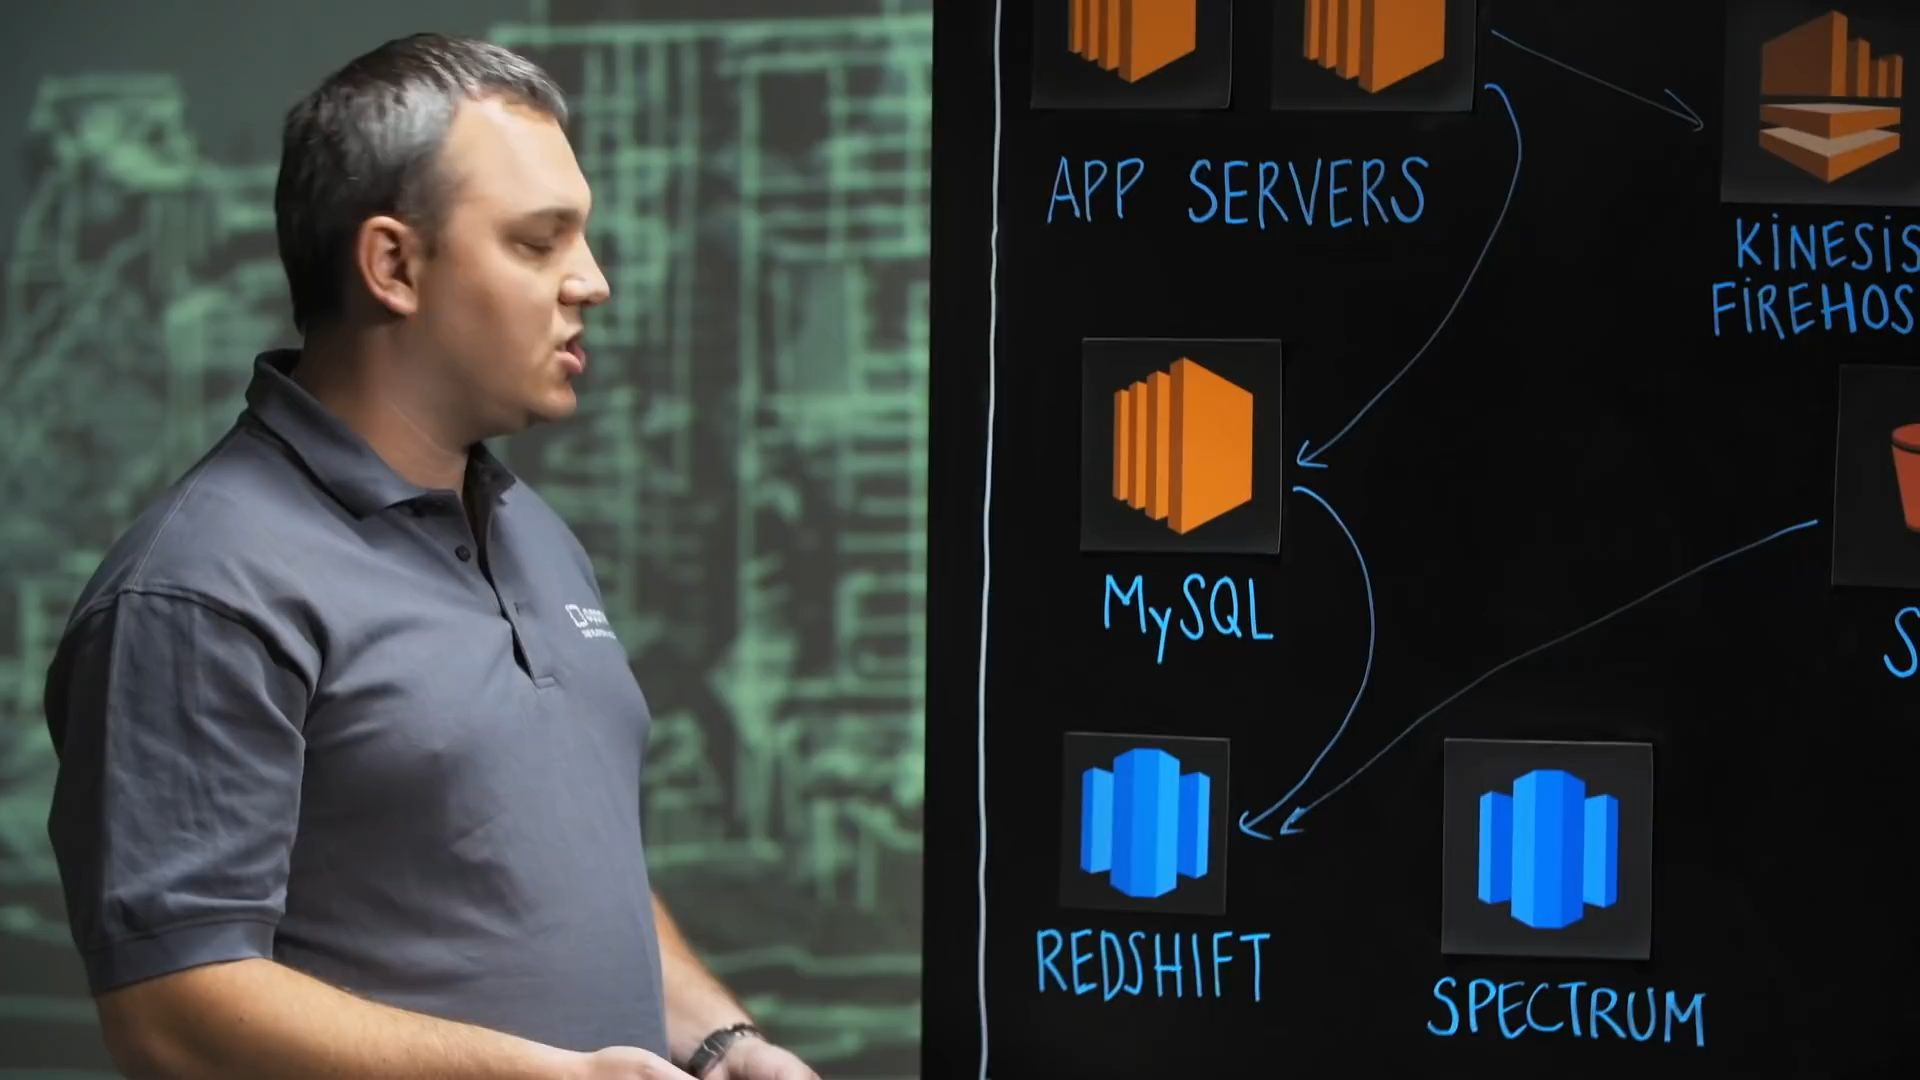 APP SERVERS
KINESIS
FIREHOS
MySQL
S
REDSHIFT
SPECTRUM